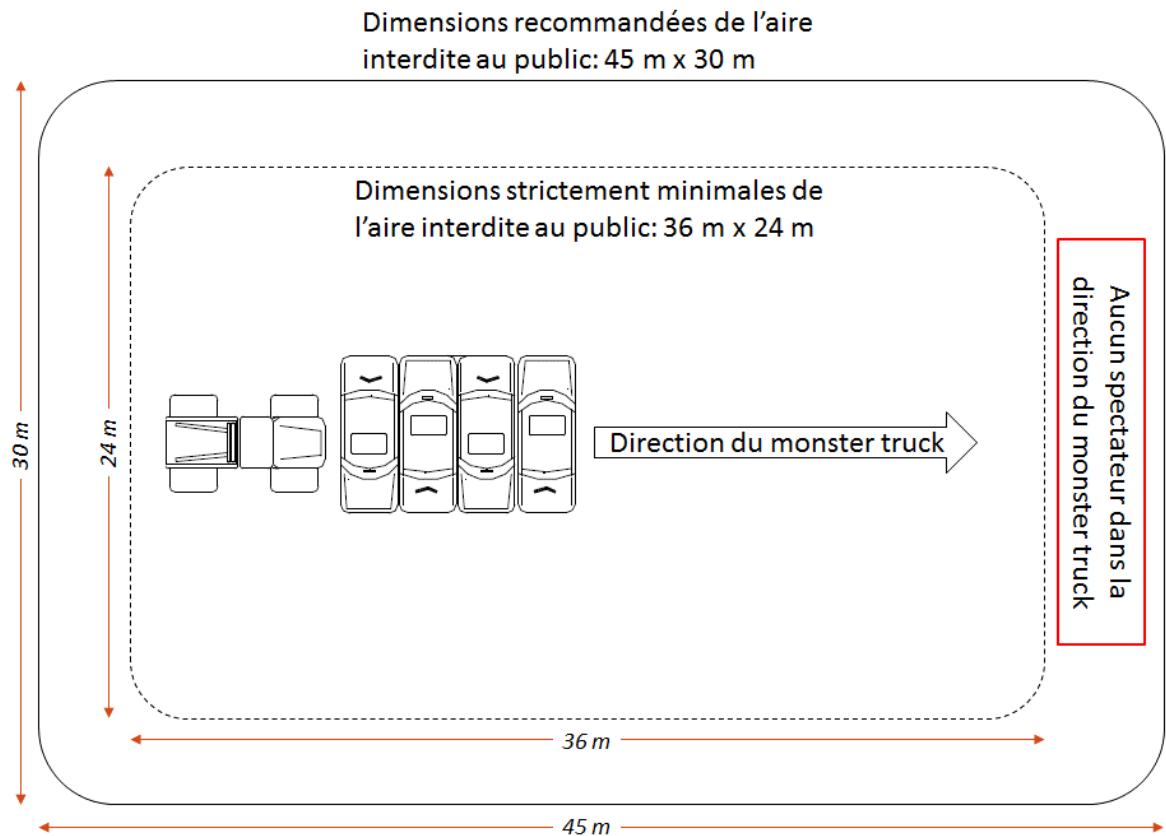 Dimensions recommandées de l’aire
interdite au public: 45 m x 30 m
Dimensions strictement minimales de
l’aire interdite au public: 36 m x 24 m
30 m
24 m
Direction du monster truck
Aucun spectateur dans la
direction du monster truck
36 m
45 m